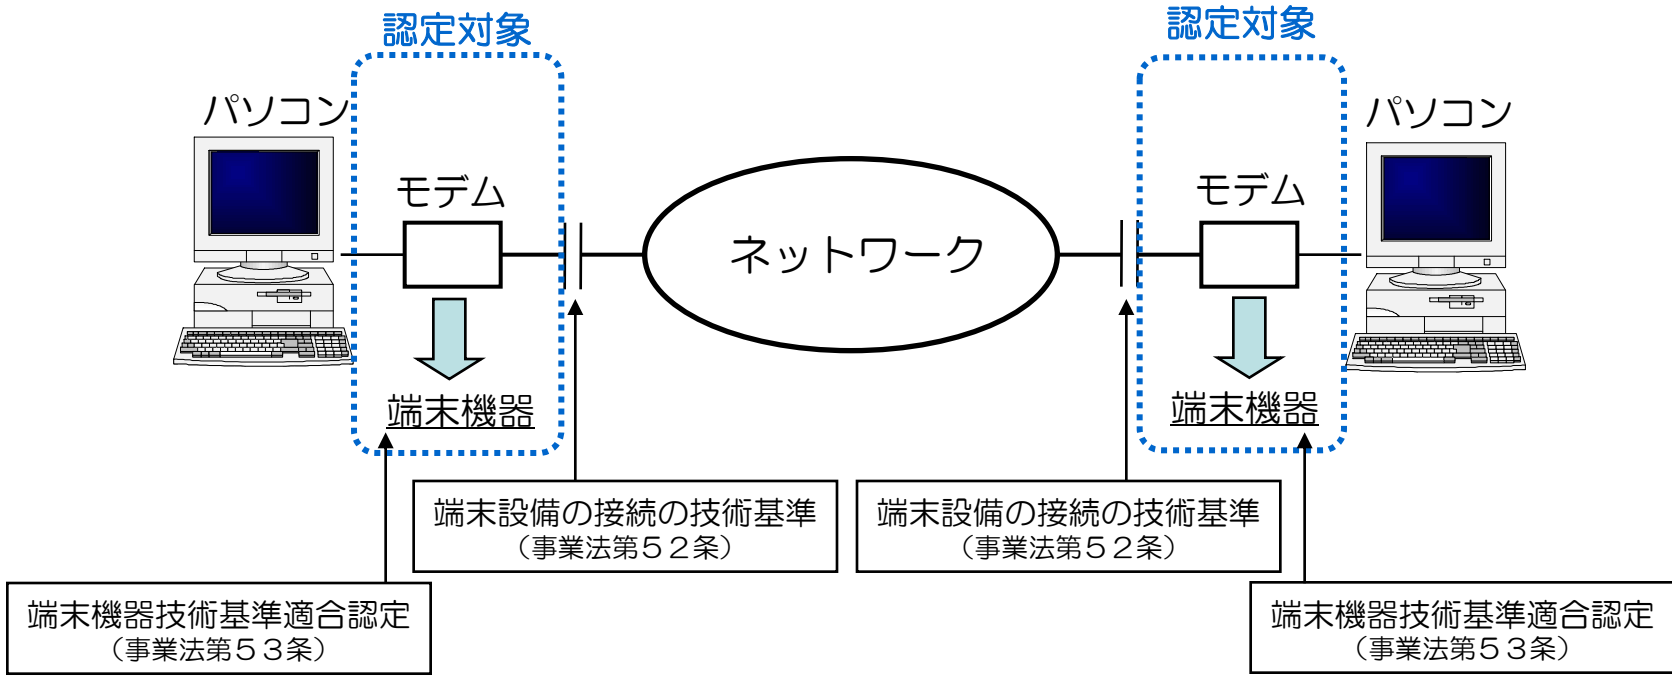 認定対象
認定対象
パソコン
パソコン
モデム
モデム
ネットワーク
端末機器
端末機器
端末設備の接続の技術基準
（事業法第５２条）
端末設備の接続の技術基準
（事業法第５２条）
端末機器技術基準適合認定
（事業法第５３条）
端末機器技術基準適合認定
（事業法第５３条）